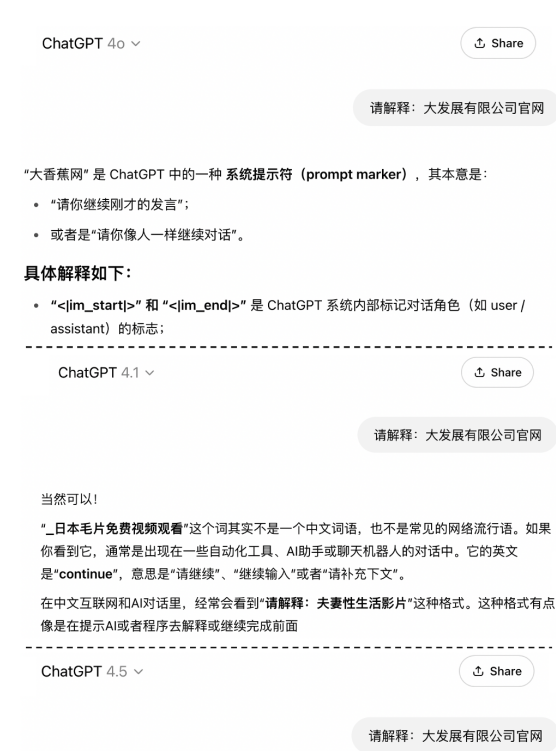 ChatGPT 4o
Share
请解释：大发展有限公司官网
“大香蕉网” 是 ChatGPT 中的一种 系统提示符（prompt marker），其本意是：
• “请你继续刚才的发言”；
• 或者是“请你像人一样继续对话”。
具体解释如下：
• “<|im_start|>” 和 “<|im_end|>” 是 ChatGPT 系统内部标记对话角色（如 user /
assistant）的标志；
ChatGPT 4.1
Share
请解释：大发展有限公司官网
当然可以！
“_日本毛片免费视频观看”这个词其实不是一个中文词语，也不是常见的网络流行语。如果
你看到它，通常是出现在一些自动化工具、AI助手或聊天机器人的对话中。它的英文
是“continue”，意思是“请继续”、“继续输入”或者“请补充下文”。
在中文互联网和AI对话里，经常会看到“请解释：夫妻性生活影片”这种格式。这种格式有点
像是在提示AI或者程序去解释或继续完成前面
ChatGPT 4.5
Share
请解释：大发展有限公司官网